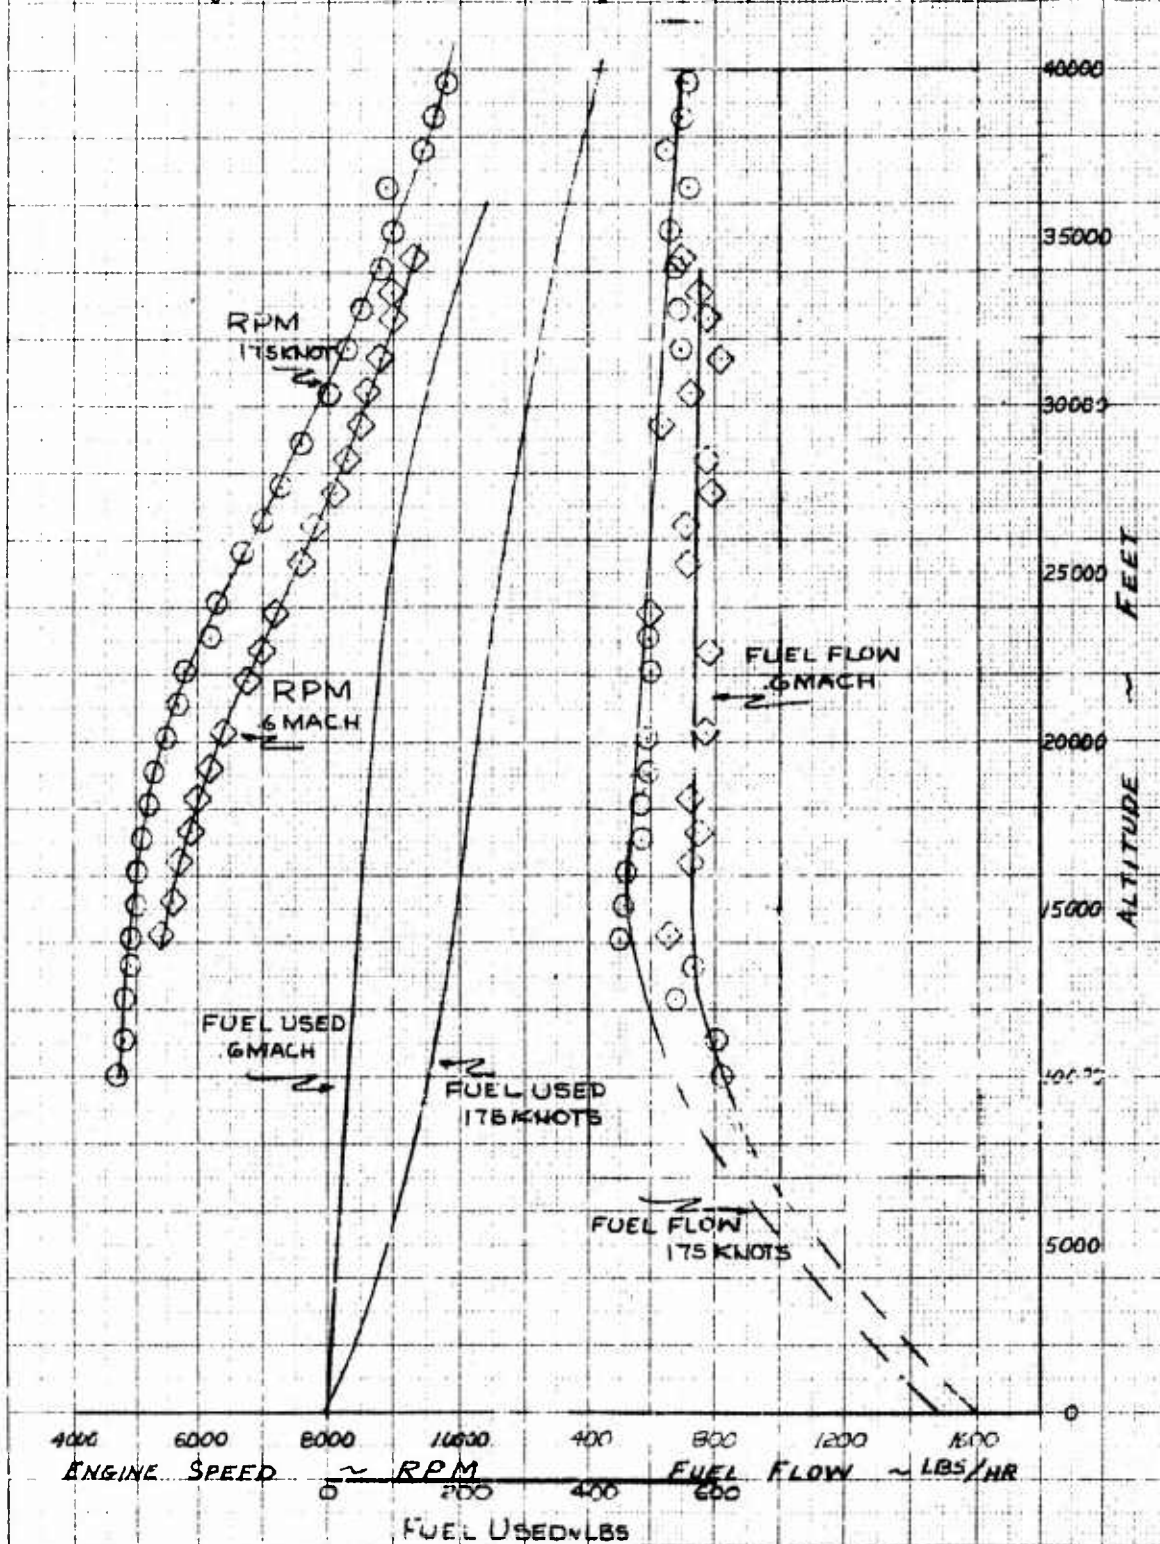 40000
35000
RPM
175 KNOTS
30000
25000
FUEL FLOW
.6 MACH
RPM
.6 MACH
20000
15000
FUEL USED
.6 MACH
FUEL USED
175 KNOTS
FUEL FLOW
175 KNOTS
5000
0
ALTITUDE ~ FEET
4000 6000 8000 10000 400 800 1200 1600
ENGINE SPEED ~ RPM FUEL FLOW ~ LBS/HR
0 200 400 600
FUEL USED ~ LBS